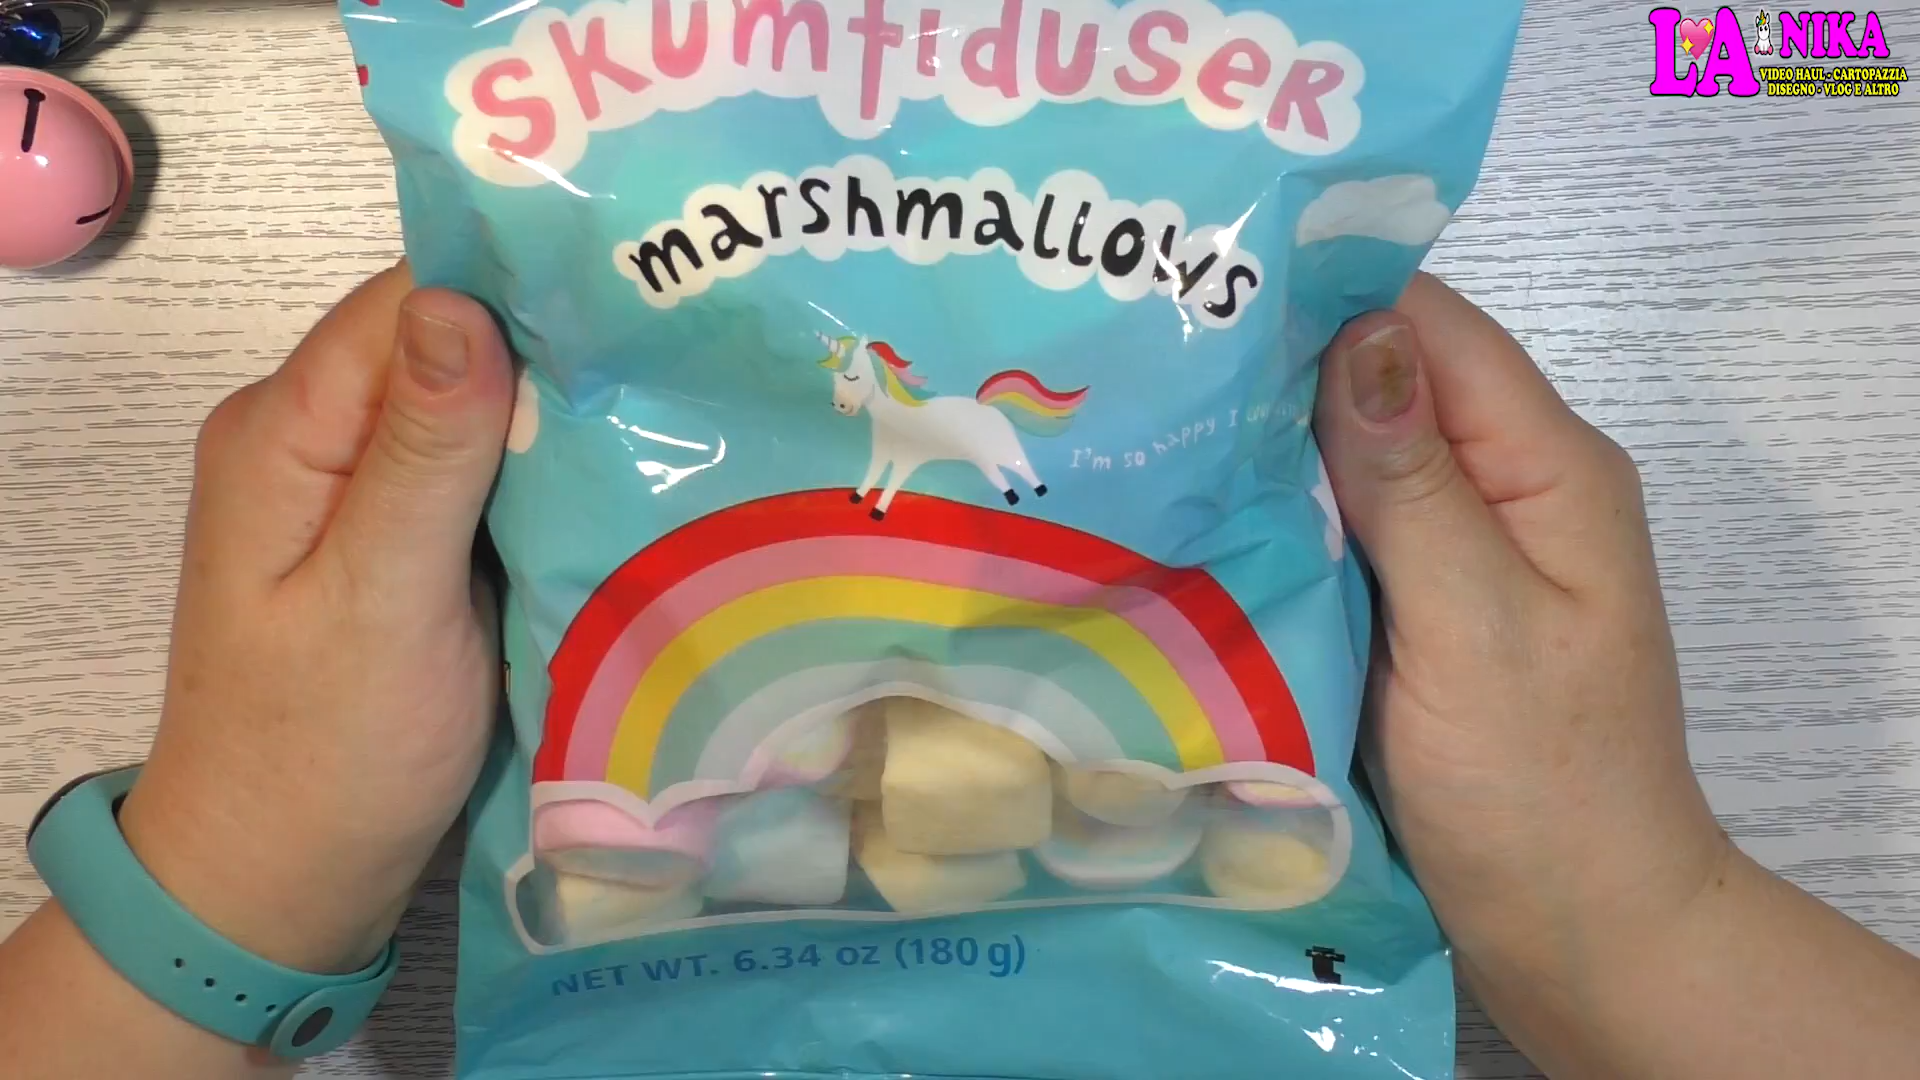 skumfiduser
marshmallows
I'm so happy I
NET WT. 6.34 oz (180 g)
LA NIKA
VIDEO HAUL - CARTOPAZZIA
DISEGNO - VLOG E ALTRO